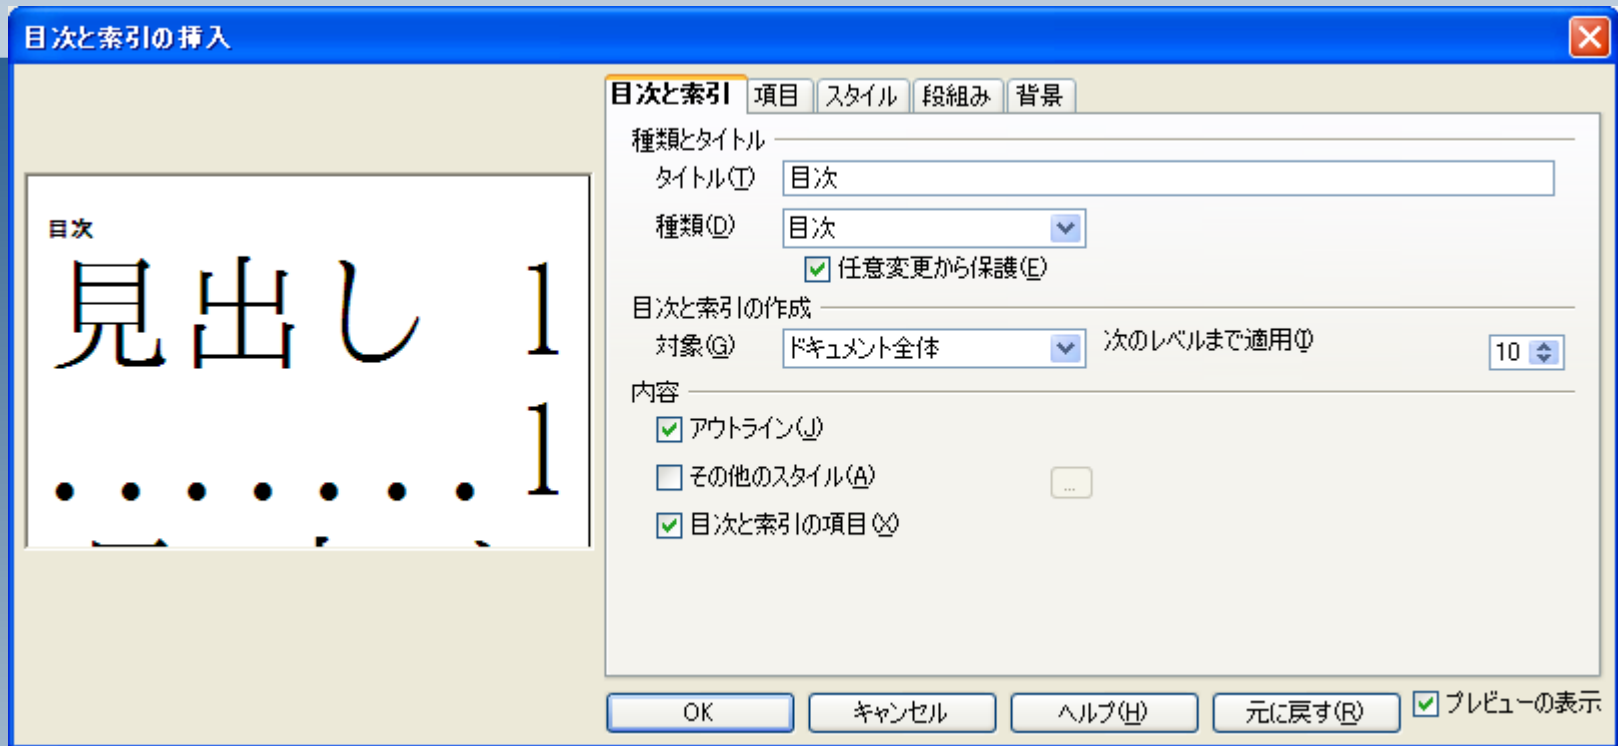 目次と索引の挿入
目次と索引 項目 スタイル 段組み 背景
種類とタイトル
タイトル(T) 目次
種類(D) 目次
任意変更から保護(E)
目次と索引の作成
対象(G) ドキュメント全体 次のレベルまで適用(I) 10
内容
アウトライン(J)
その他のスタイル(A) ...
目次と索引の項目(X)
目次
見出し 1
.......1
OK キャンセル ヘルプ(H) 元に戻す(R) プレビューの表示